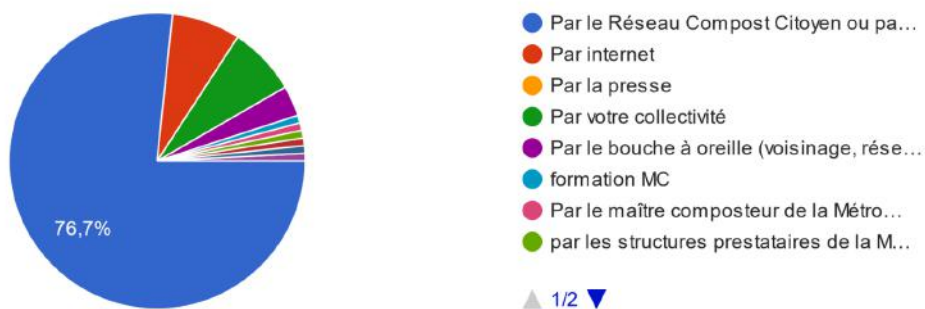 76,7%
Par le Réseau Compost Citoyen ou pa…
Par internet
Par la presse
Par votre collectivité
Par le bouche à oreille (voisinage, rése…
formation MC
Par le maître composteur de la Métro…
par les structures prestataires de la M…
1/2